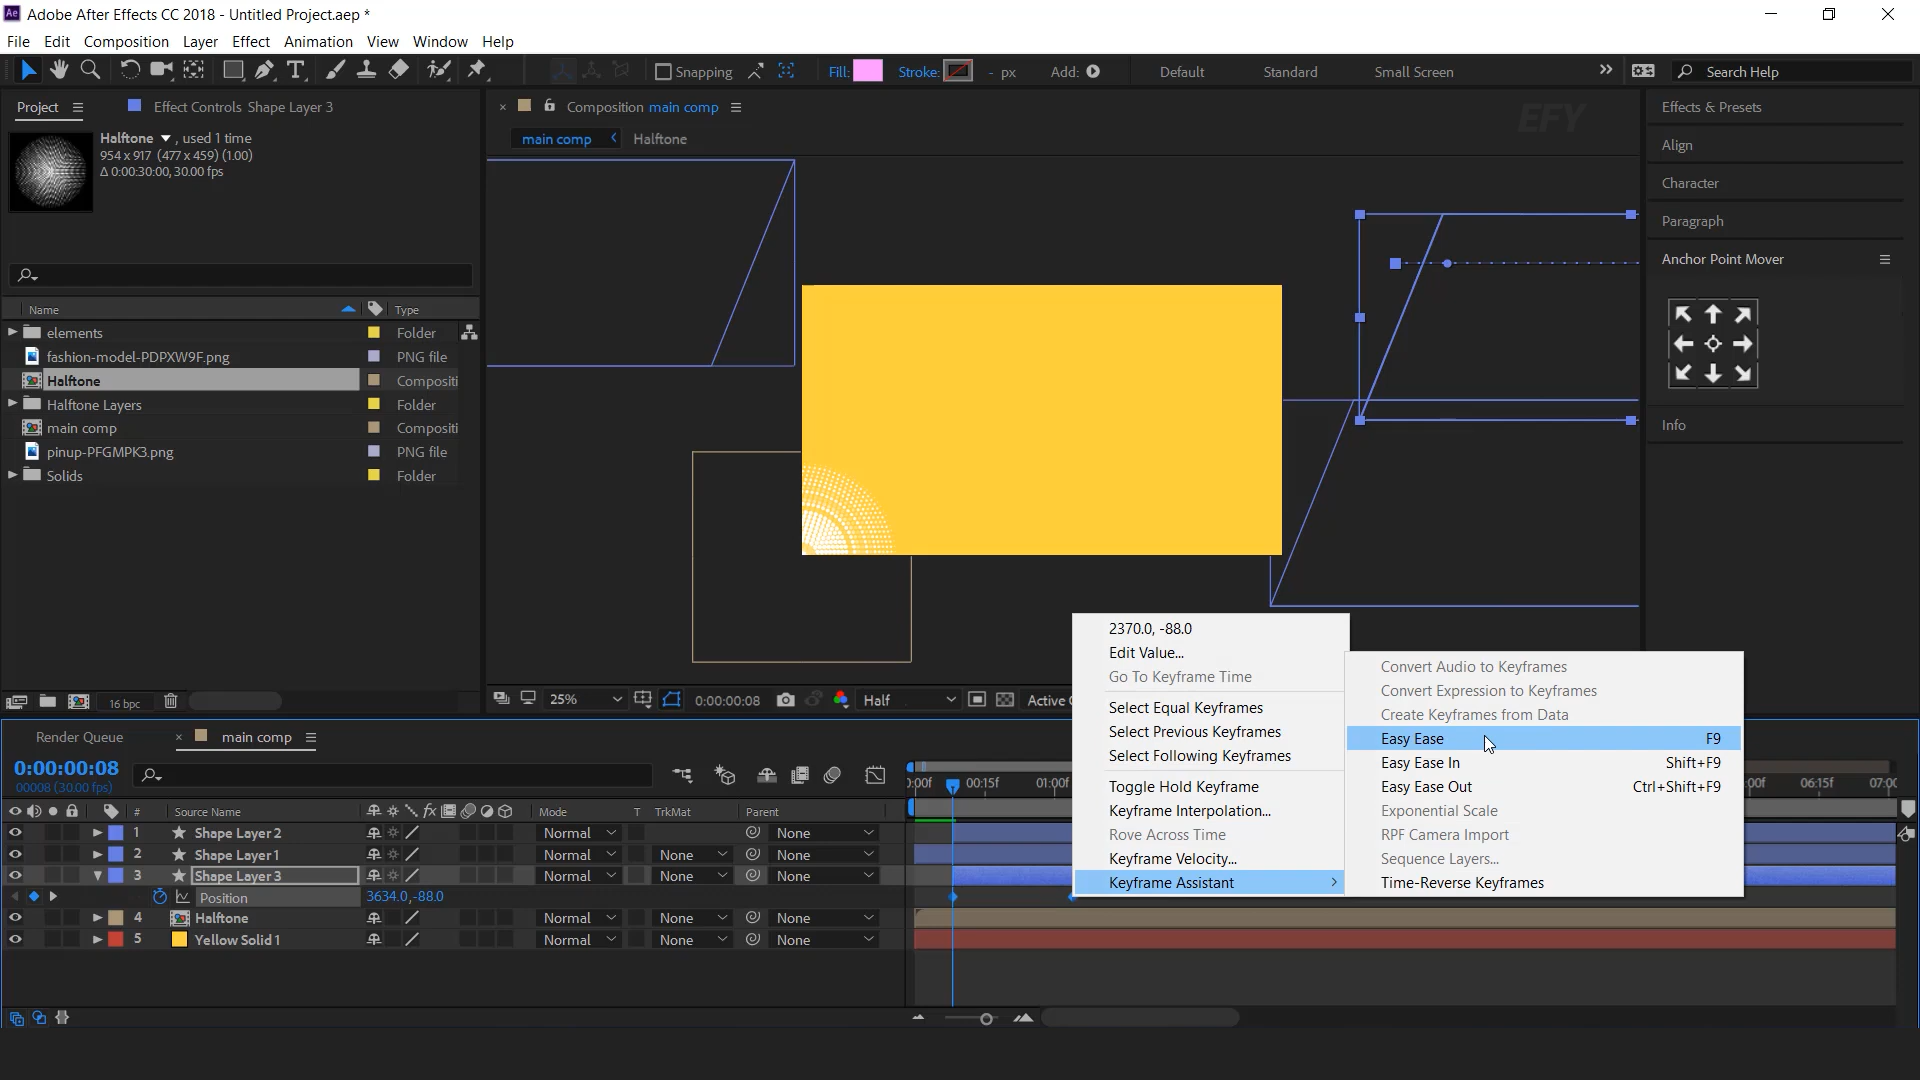 Adobe After Effects CC 2018 - Untitled Project.aep *
File Edit Composition Layer Effect Animation View Window Help
Snapping Fill: Stroke: - px Add: Default Standard Small Screen Search Help
Project Effect Controls Shape Layer 3
Halftone , used 1 time
954 x 917 (477 x 459) (1.00)
Δ 0:00:30:00, 30.00 fps
Name Type
elements Folder
fashion-model-PDPXW9F.png PNG file
Halftone Compositi
Halftone Layers Folder
main comp Compositi
pinup-PFGMPK3.png PNG file
Solids Folder
16 bpc
Composition main comp
main comp Halftone
EFY
25% 0:00:00:08 Half Active C
Effects & Presets
Align
Character
Paragraph
Anchor Point Mover
Info
2370.0, -88.0
Edit Value...
Go To Keyframe Time
Select Equal Keyframes
Select Previous Keyframes
Select Following Keyframes
Toggle Hold Keyframe
Keyframe Interpolation...
Rove Across Time
Keyframe Velocity...
Keyframe Assistant
Convert Audio to Keyframes
Convert Expression to Keyframes
Create Keyframes from Data
Easy Ease F9
Easy Ease In Shift+F9
Easy Ease Out Ctrl+Shift+F9
Exponential Scale
RPF Camera Import
Sequence Layers...
Time-Reverse Keyframes
Render Queue main comp
0:00:00:08
00008 (30.00 fps)
:00f 00:15f 01:00f :00f 06:15f 07:00
# Source Name Mode T TrkMat Parent
1 Shape Layer 2 Normal None
2 Shape Layer 1 Normal None None
3 Shape Layer 3 Normal None None
Position 3634.0,-88.0
4 Halftone Normal None None
5 Yellow Solid 1 Normal None None